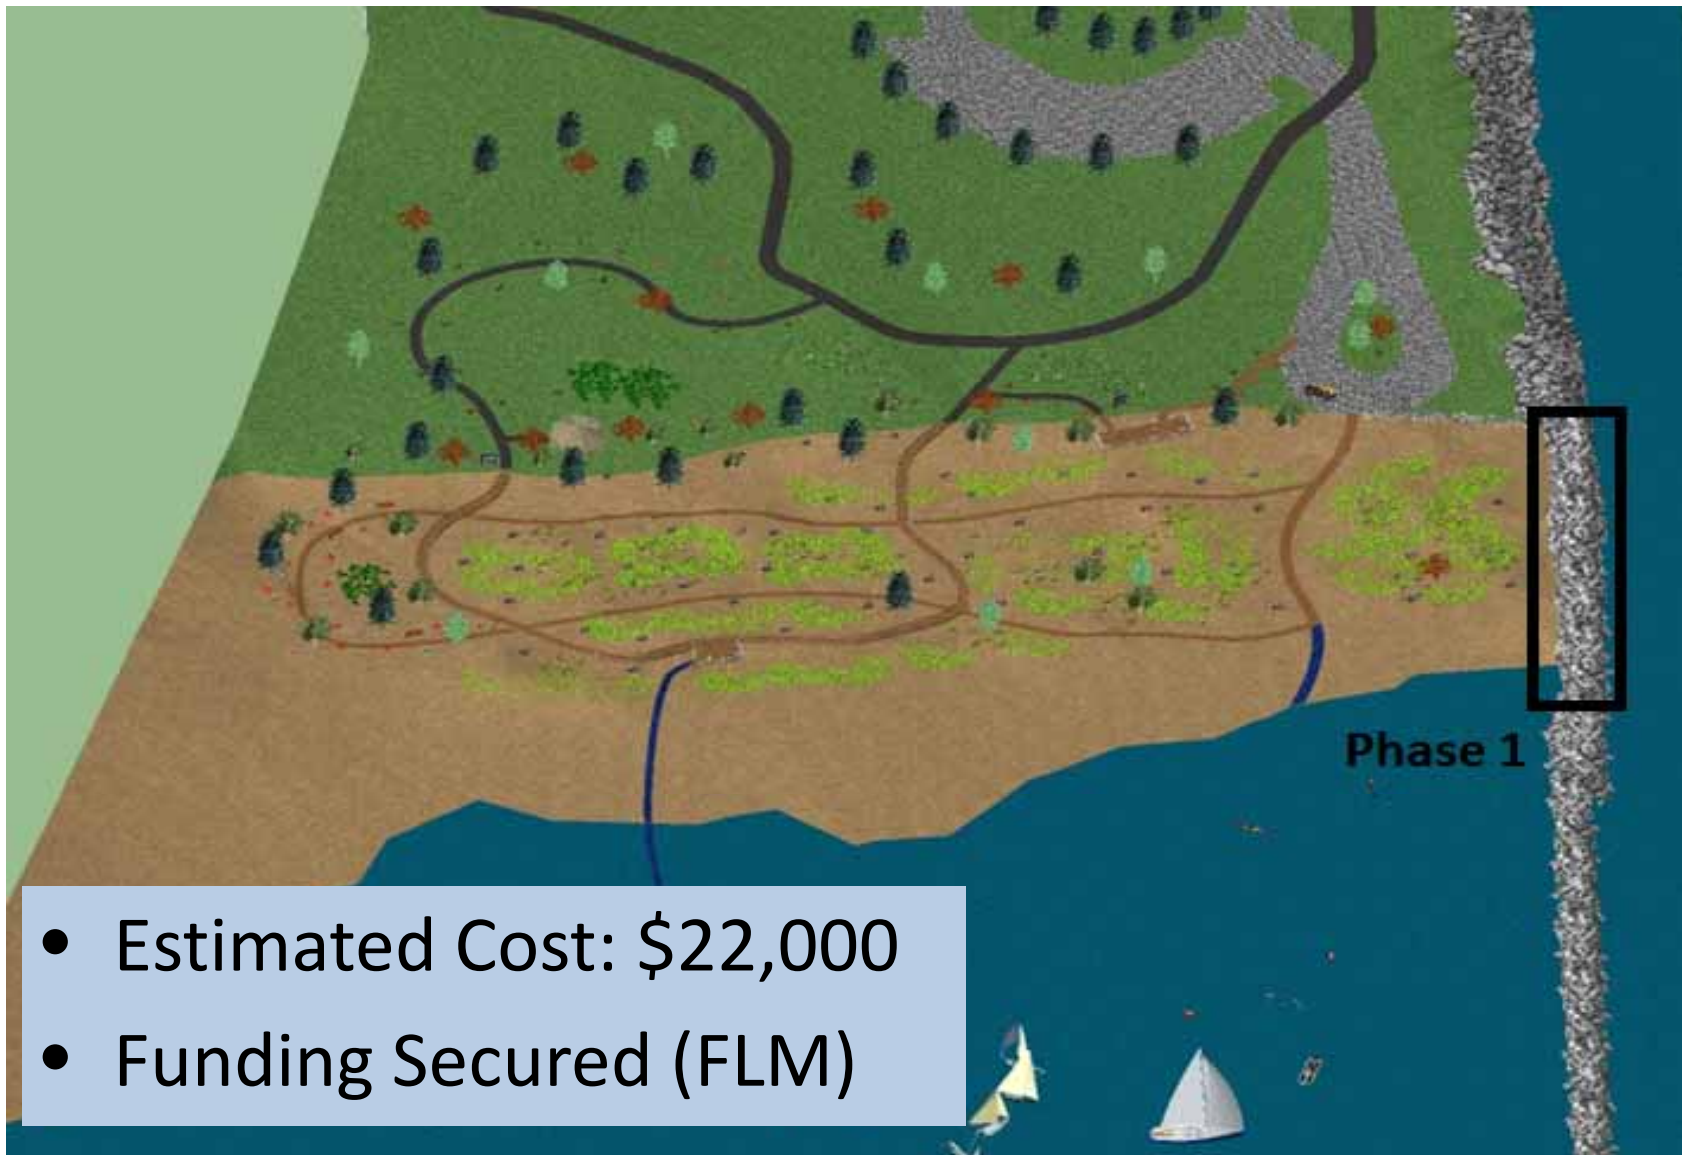 Phase 1
• Estimated Cost: $22,000
• Funding Secured (FLM)